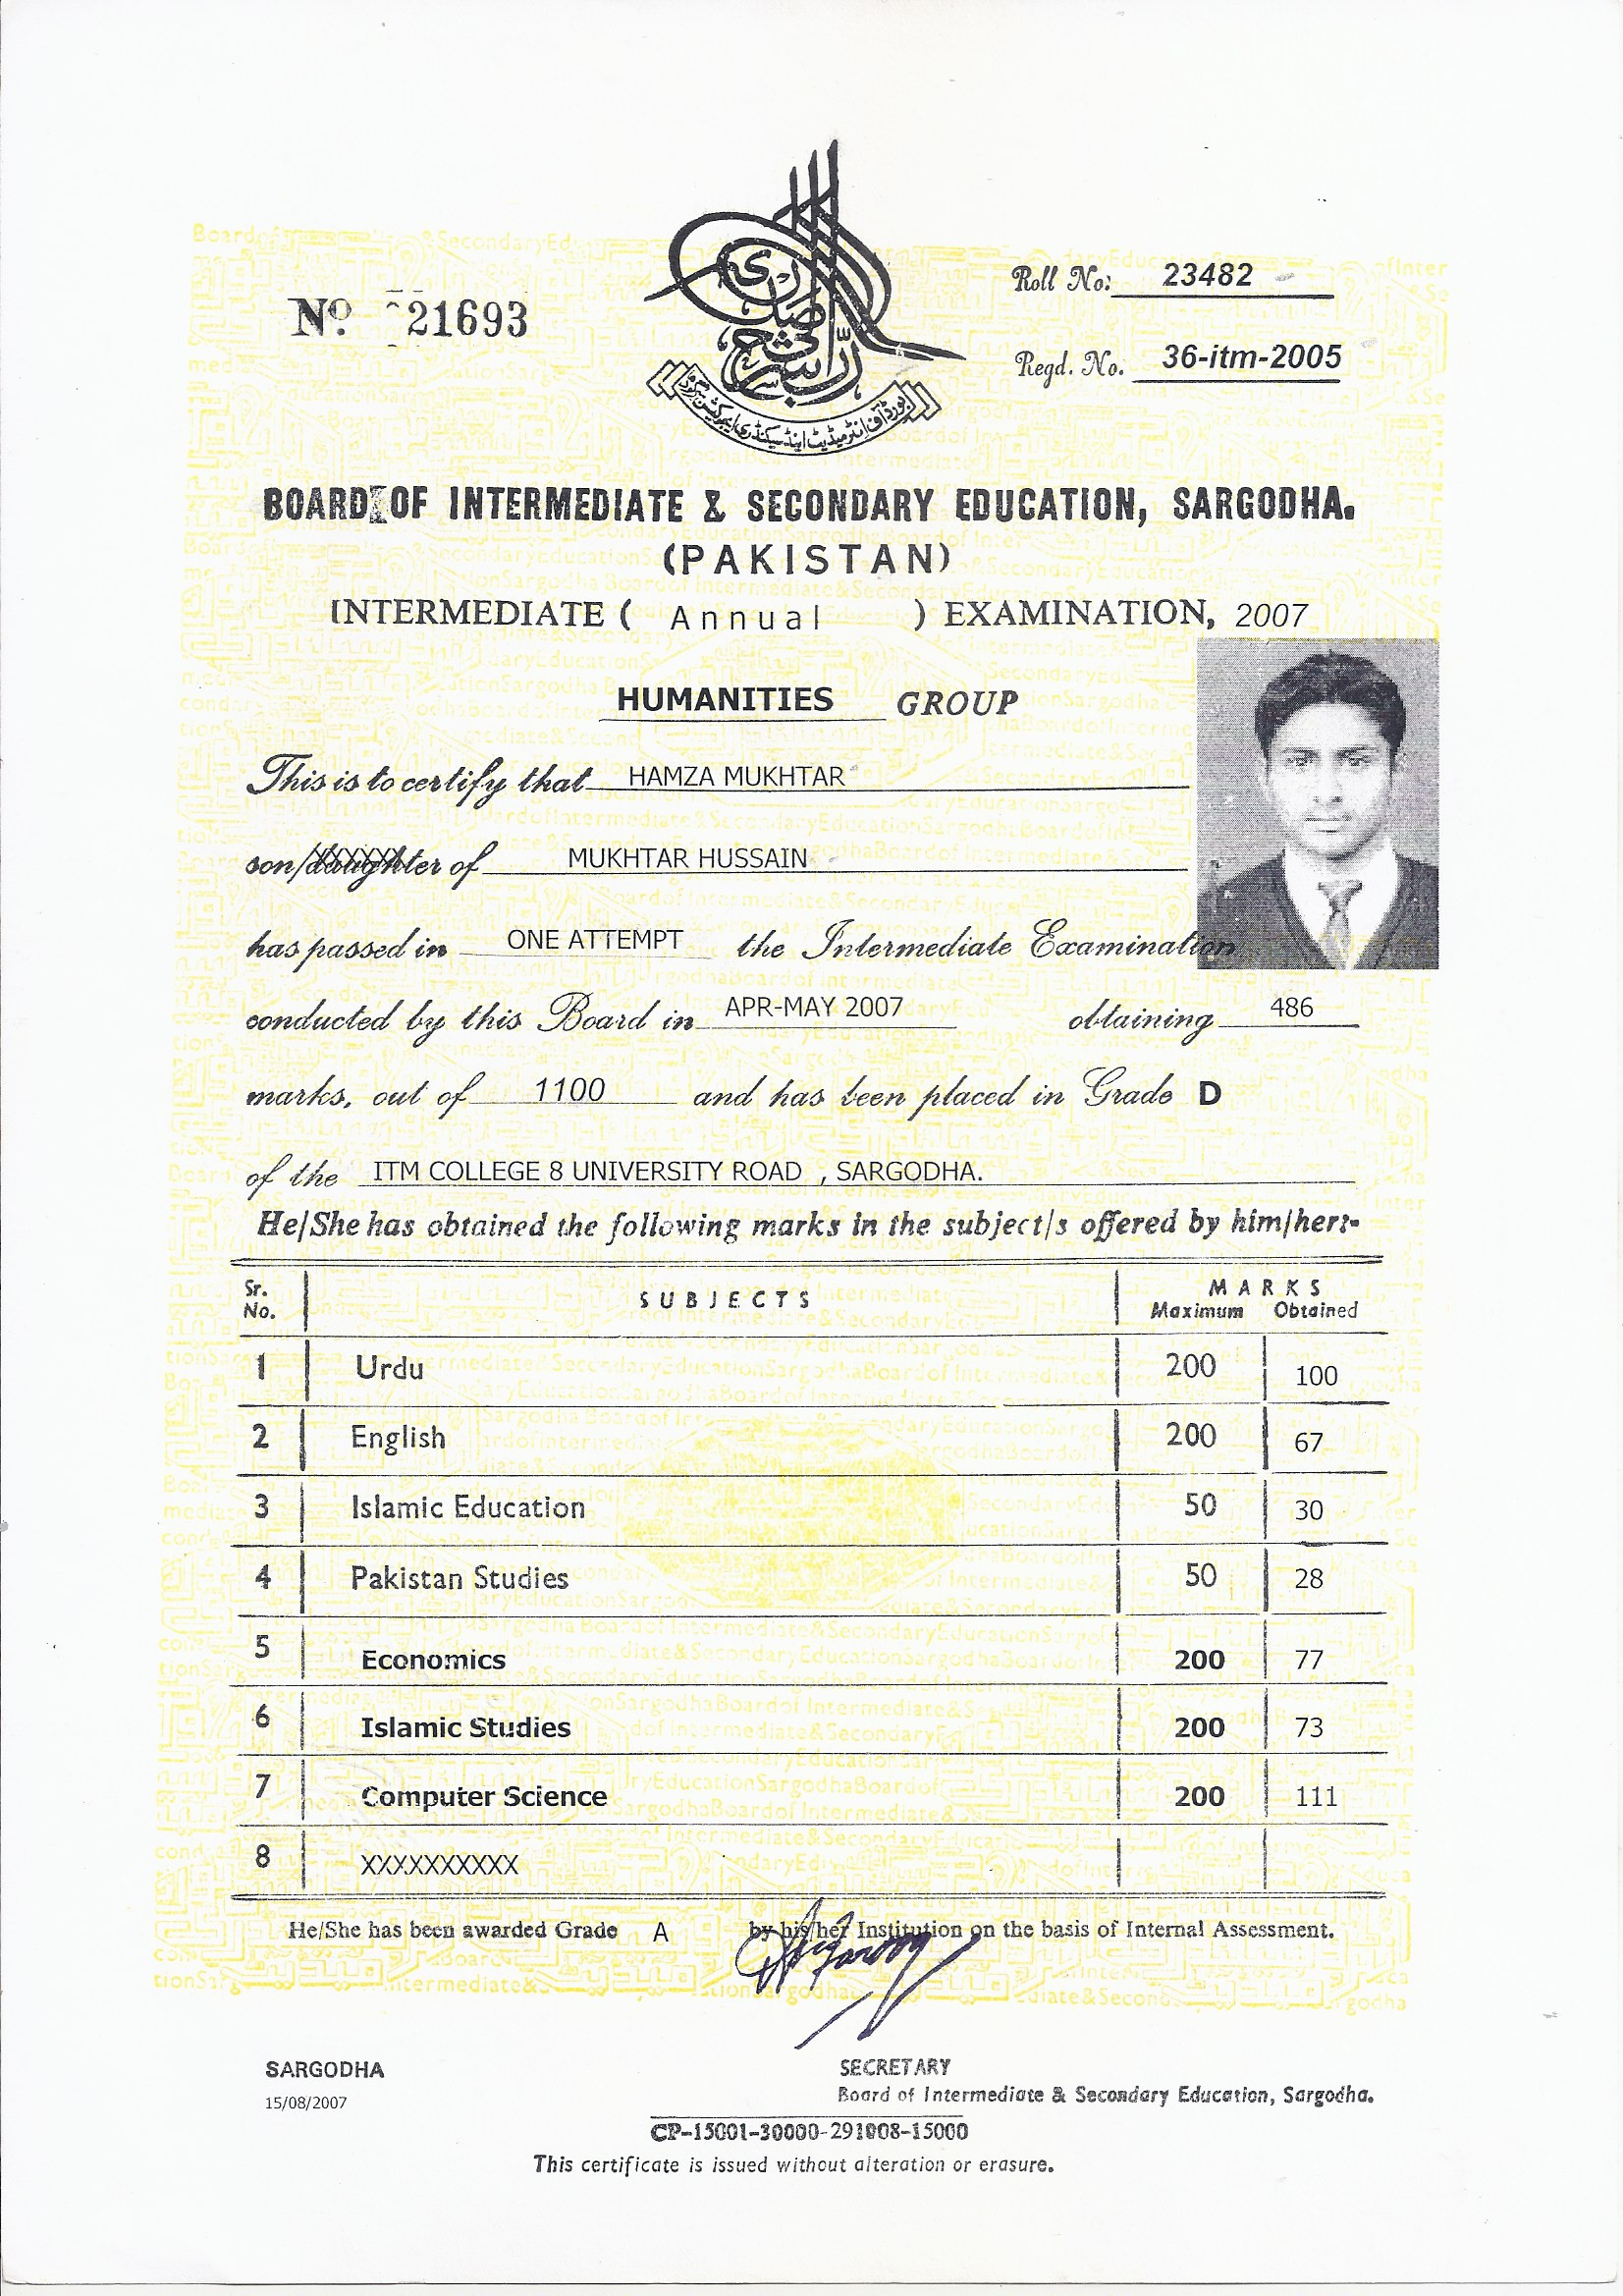 Roll No: 23482
Nº 21693
Regd. No. 36-itm-2005
بورڈ آف انٹرمیڈیٹ اینڈ سیکنڈری ایجوکیشن سرگودھا
BOARD OF INTERMEDIATE & SECONDARY EDUCATION, SARGODHA.
(PAKISTAN)
INTERMEDIATE ( Annual ) EXAMINATION, 2007
HUMANITIES GROUP
This is to certify that HAMZA MUKHTAR
son/daughter of MUKHTAR HUSSAIN
has passed in ONE ATTEMPT the Intermediate Examination
conducted by this Board in APR-MAY 2007 obtaining 486
marks, out of 1100 and has been placed in Grade D
of the ITM COLLEGE 8 UNIVERSITY ROAD , SARGODHA.
He/She has obtained the following marks in the subject/s offered by him/her:-
Sr. No. SUBJECTS MARKS
Maximum Obtained
1 Urdu 200 100
2 English 200 67
3 Islamic Education 50 30
4 Pakistan Studies 50 28
5 Economics 200 77
6 Islamic Studies 200 73
7 Computer Science 200 111
8 XXXXXXXXXX
He/She has been awarded Grade A by his/her Institution on the basis of Internal Assessment.
SARGODHA
15/08/2007
SECRETARY
Board of Intermediate & Secondary Education, Sargodha.
CP-15001-30000-291008-15000
This certificate is issued without alteration or erasure.